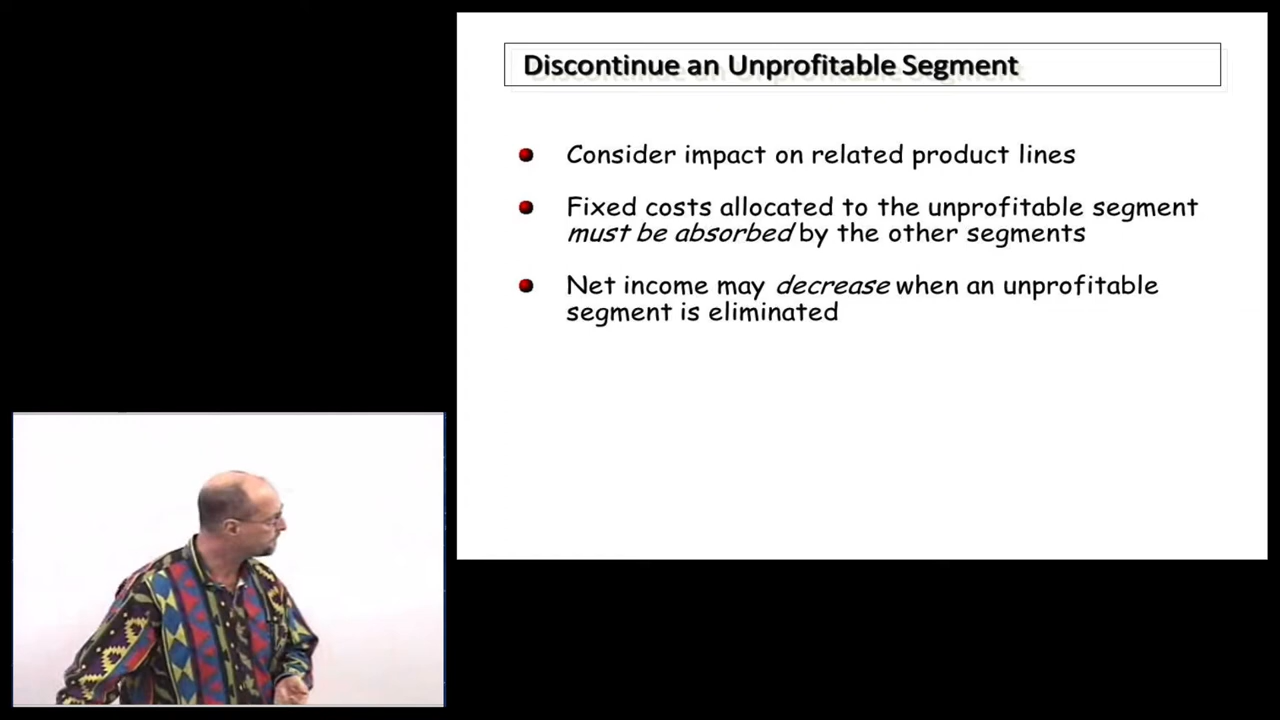 Discontinue an Unprofitable Segment
Consider impact on related product lines
Fixed costs allocated to the unprofitable segment
must be absorbed by the other segments
Net income may decrease when an unprofitable
segment is eliminated